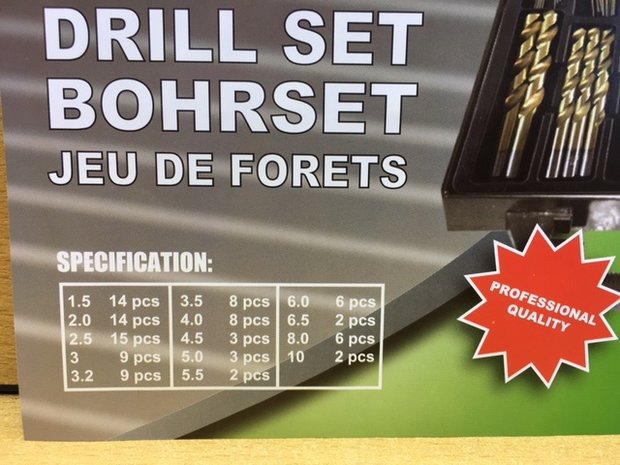 DRILL SET
BOHRSET
JEU DE FORETS
SPECIFICATION:
1.5 14 pcs 3.5 8 pcs 6.0 6 pcs
2.0 14 pcs 4.0 8 pcs 6.5 2 pcs
2.5 15 pcs 4.5 3 pcs 8.0 6 pcs
3 9 pcs 5.0 3 pcs 10 2 pcs
3.2 9 pcs 5.5 2 pcs
PROFESSIONAL
QUALITY